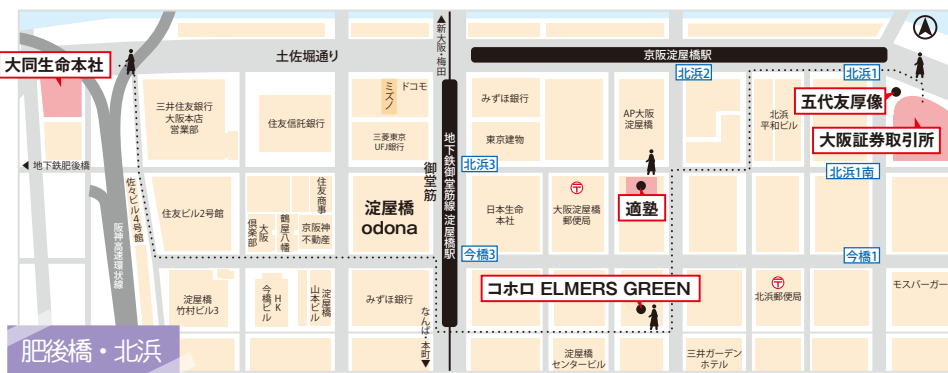 ▲新大阪・梅田
土佐堀通り
京阪淀屋橋駅
大同生命本社
北浜2
北浜1
三井住友銀行
大阪本店
営業部
住友信託銀行
ミズノ
ドコモ
みずほ銀行
AP大阪
淀屋橋
北浜
平和ビル
五代友厚像
三菱東京
UFJ銀行
東京建物
大阪証券取引所
◀ 地下鉄肥後橋
地下鉄御堂筋線 淀屋橋駅
御堂筋
北浜3
北浜1南
佐々ビル4号館
阪神高速環状線
住友ビル2号館
大阪
倶楽部
鶴屋八幡
住友商事
京阪神
不動産
淀屋橋
odona
日本生命
本社
〒
大阪淀屋橋
郵便局
適塾
今橋3
今橋1
淀屋橋
竹村ビル3
HK
今橋ビル
淀屋橋
山本ビル
みずほ銀行
コホロ ELMERS GREEN
〒
北浜郵便局
モスバーガー
なんば・本町▼
淀屋橋
センタービル
三井ガーデン
ホテル
肥後橋・北浜